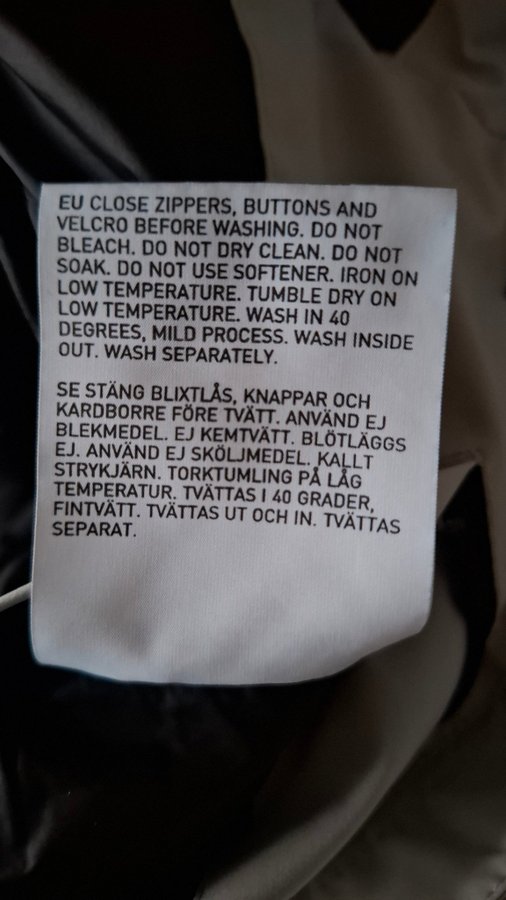 EU CLOSE ZIPPERS, BUTTONS AND
VELCRO BEFORE WASHING. DO NOT
BLEACH. DO NOT DRY CLEAN. DO NOT
SOAK. DO NOT USE SOFTENER. IRON ON
LOW TEMPERATURE. TUMBLE DRY ON
LOW TEMPERATURE. WASH IN 40
DEGREES, MILD PROCESS. WASH INSIDE
OUT. WASH SEPARATELY.
SE STÄNG BLIXTLÅS, KNAPPAR OCH
KARDBORRE FÖRE TVÄTT. ANVÄND EJ
BLEKMEDEL. EJ KEMTVÄTT. BLÖTLÄGGS
EJ. ANVÄND EJ SKÖLJMEDEL. KALLT
STRYKJÄRN. TORKTUMLING PÅ LÅG
TEMPERATUR. TVÄTTAS I 40 GRADER,
FINTVÄTT. TVÄTTAS UT OCH IN. TVÄTTAS
SEPARAT.